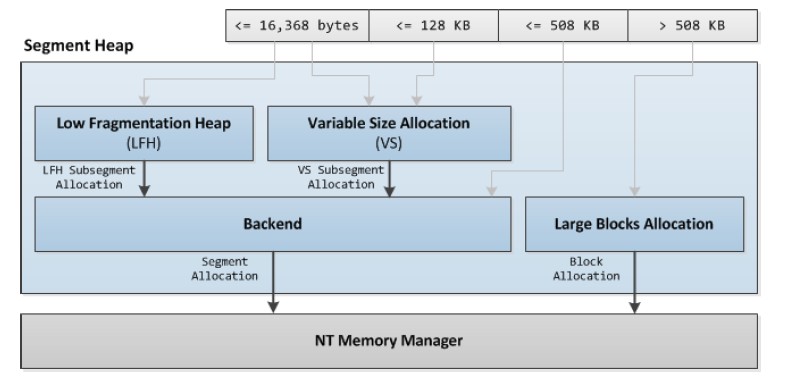 <= 16,368 bytes
<= 128 KB
<= 508 KB
> 508 KB
Segment Heap
Low Fragmentation Heap
(LFH)
Variable Size Allocation
(VS)
LFH Subsegment
Allocation
VS Subsegment
Allocation
Backend
Large Blocks Allocation
Segment
Allocation
Block
Allocation
NT Memory Manager